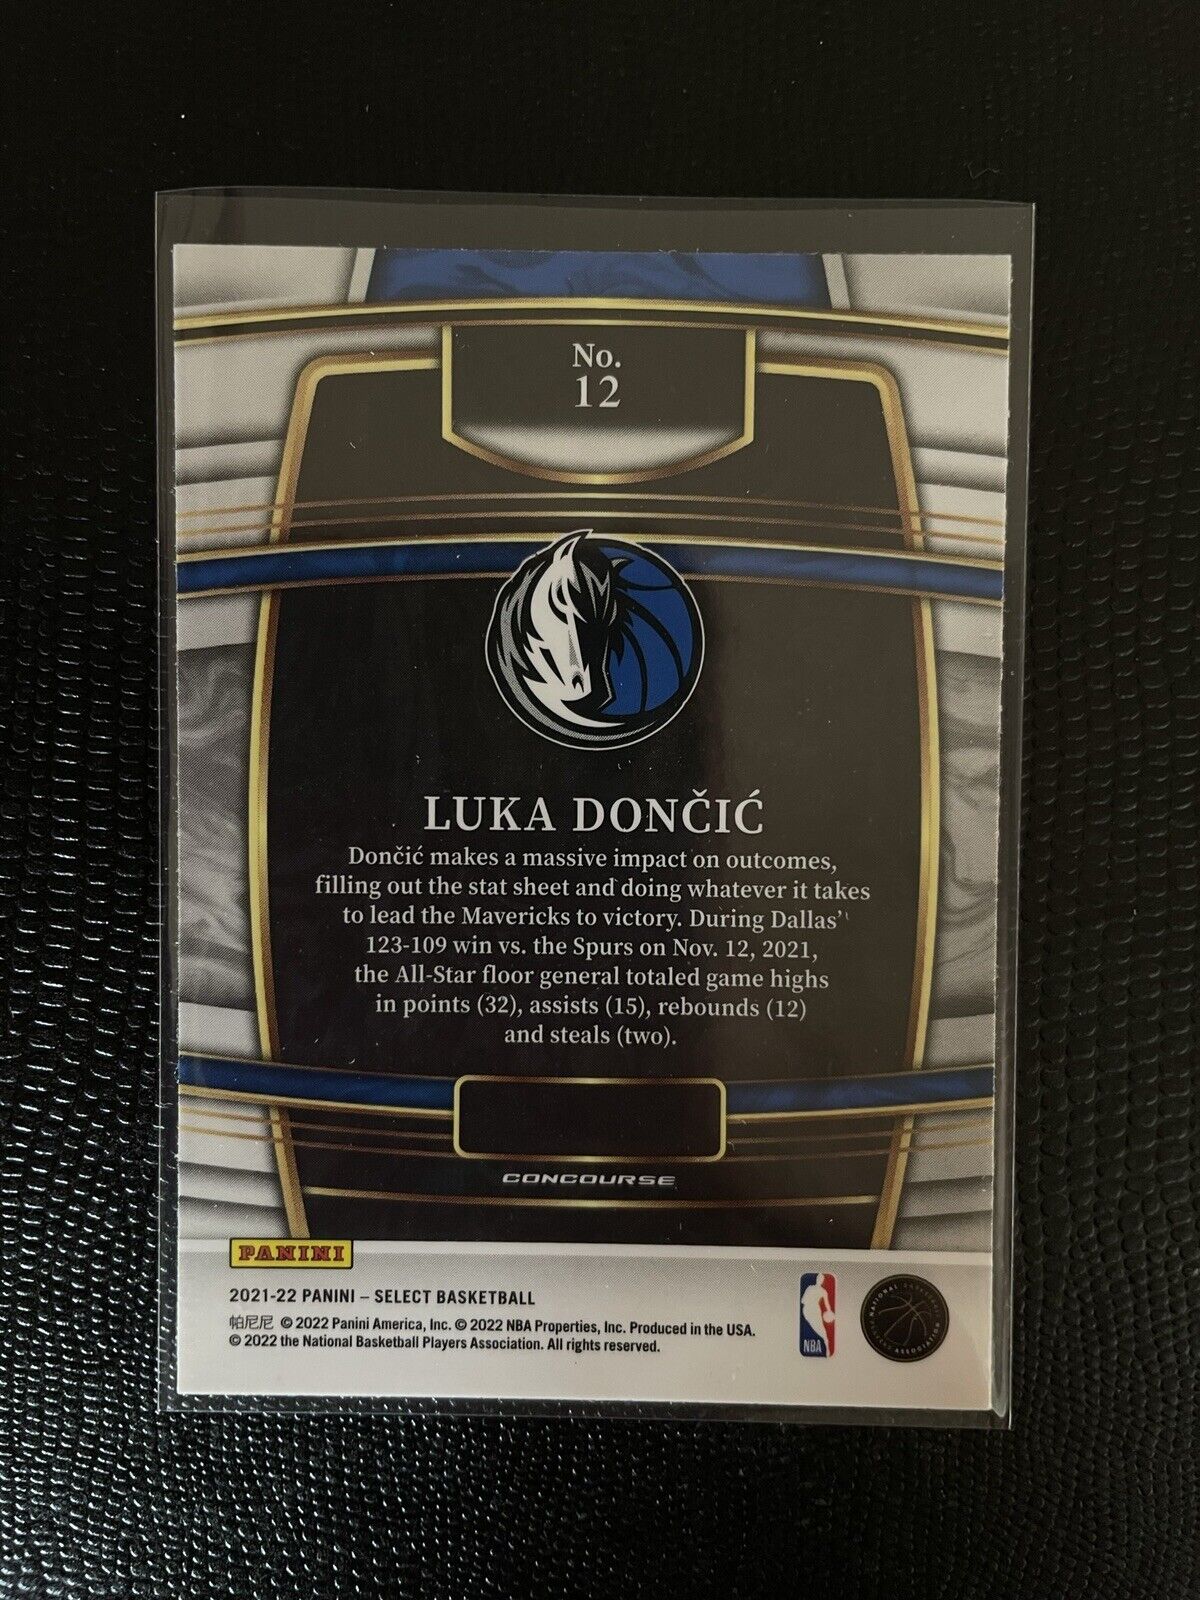 No.
12
LUKA DONČIĆ
Dončić makes a massive impact on outcomes,
filling out the stat sheet and doing whatever it takes
to lead the Mavericks to victory. During Dallas'
123-109 win vs. the Spurs on Nov. 12, 2021,
the All-Star floor general totaled game highs
in points (32), assists (15), rebounds (12)
and steals (two).
CONCOURSE
PANINI
2021-22 PANINI – SELECT BASKETBALL
帕尼尼 © 2022 Panini America, Inc. © 2022 NBA Properties, Inc. Produced in the USA.
© 2022 the National Basketball Players Association. All rights reserved.
NBA
NATIONAL BASKETBALL
PLAYERS ASSOCIATION